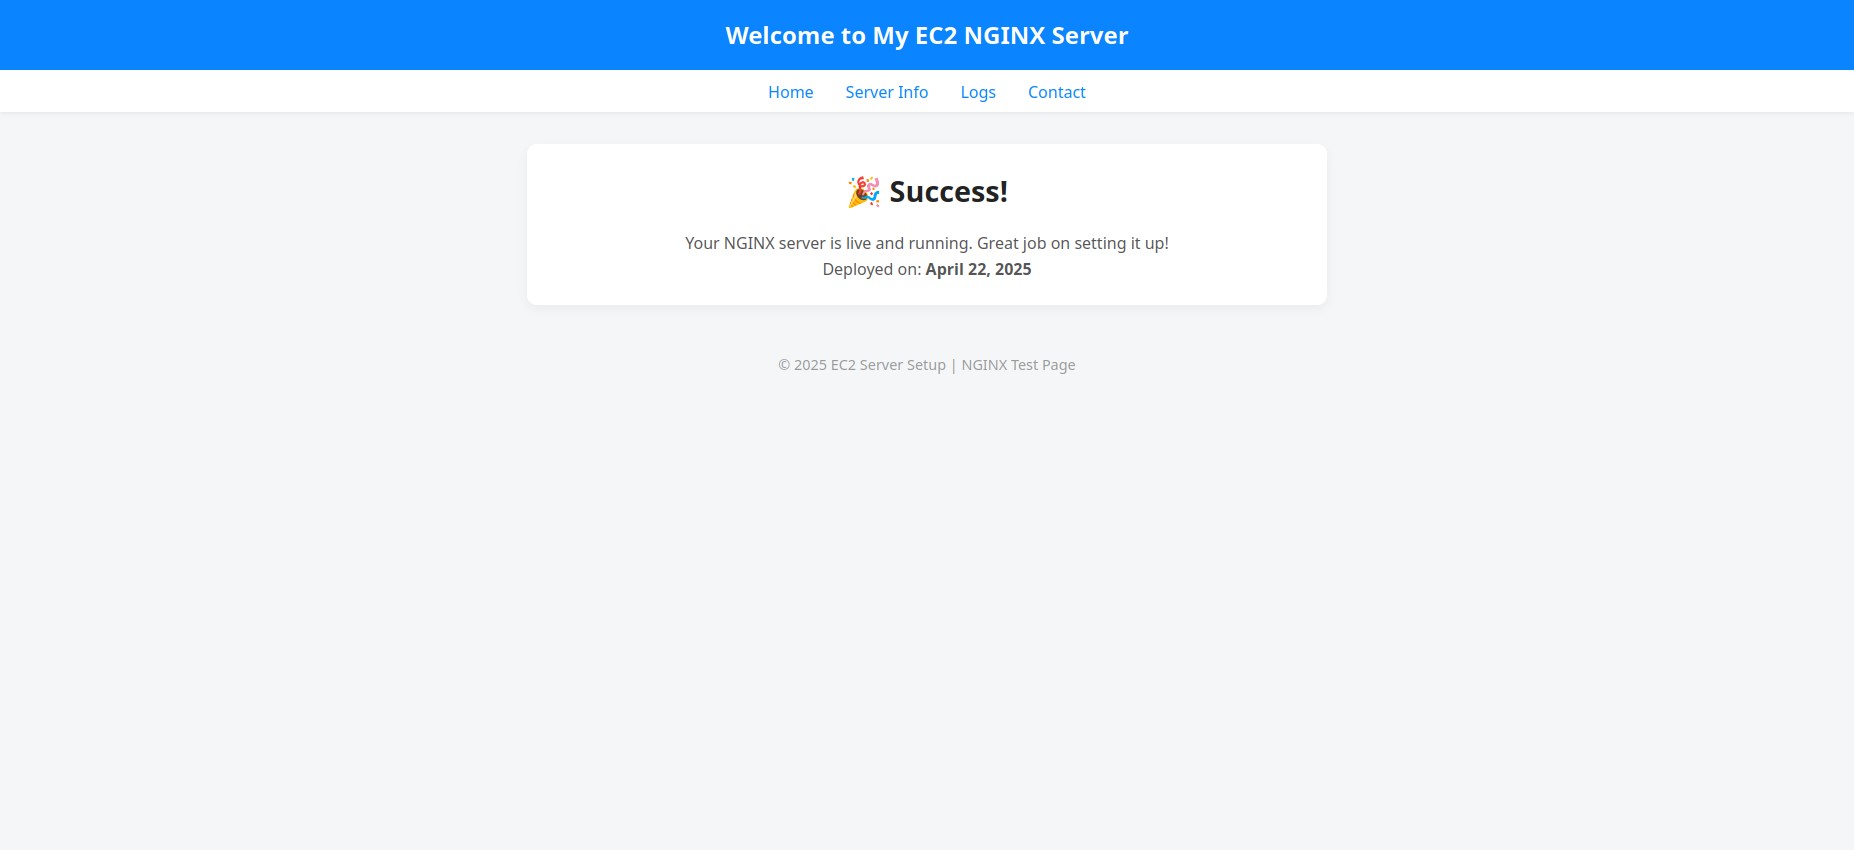 Welcome to My EC2 NGINX Server
Home Server Info Logs Contact
🎉 Success!
Your NGINX server is live and running. Great job on setting it up!
Deployed on: April 22, 2025
© 2025 EC2 Server Setup | NGINX Test Page